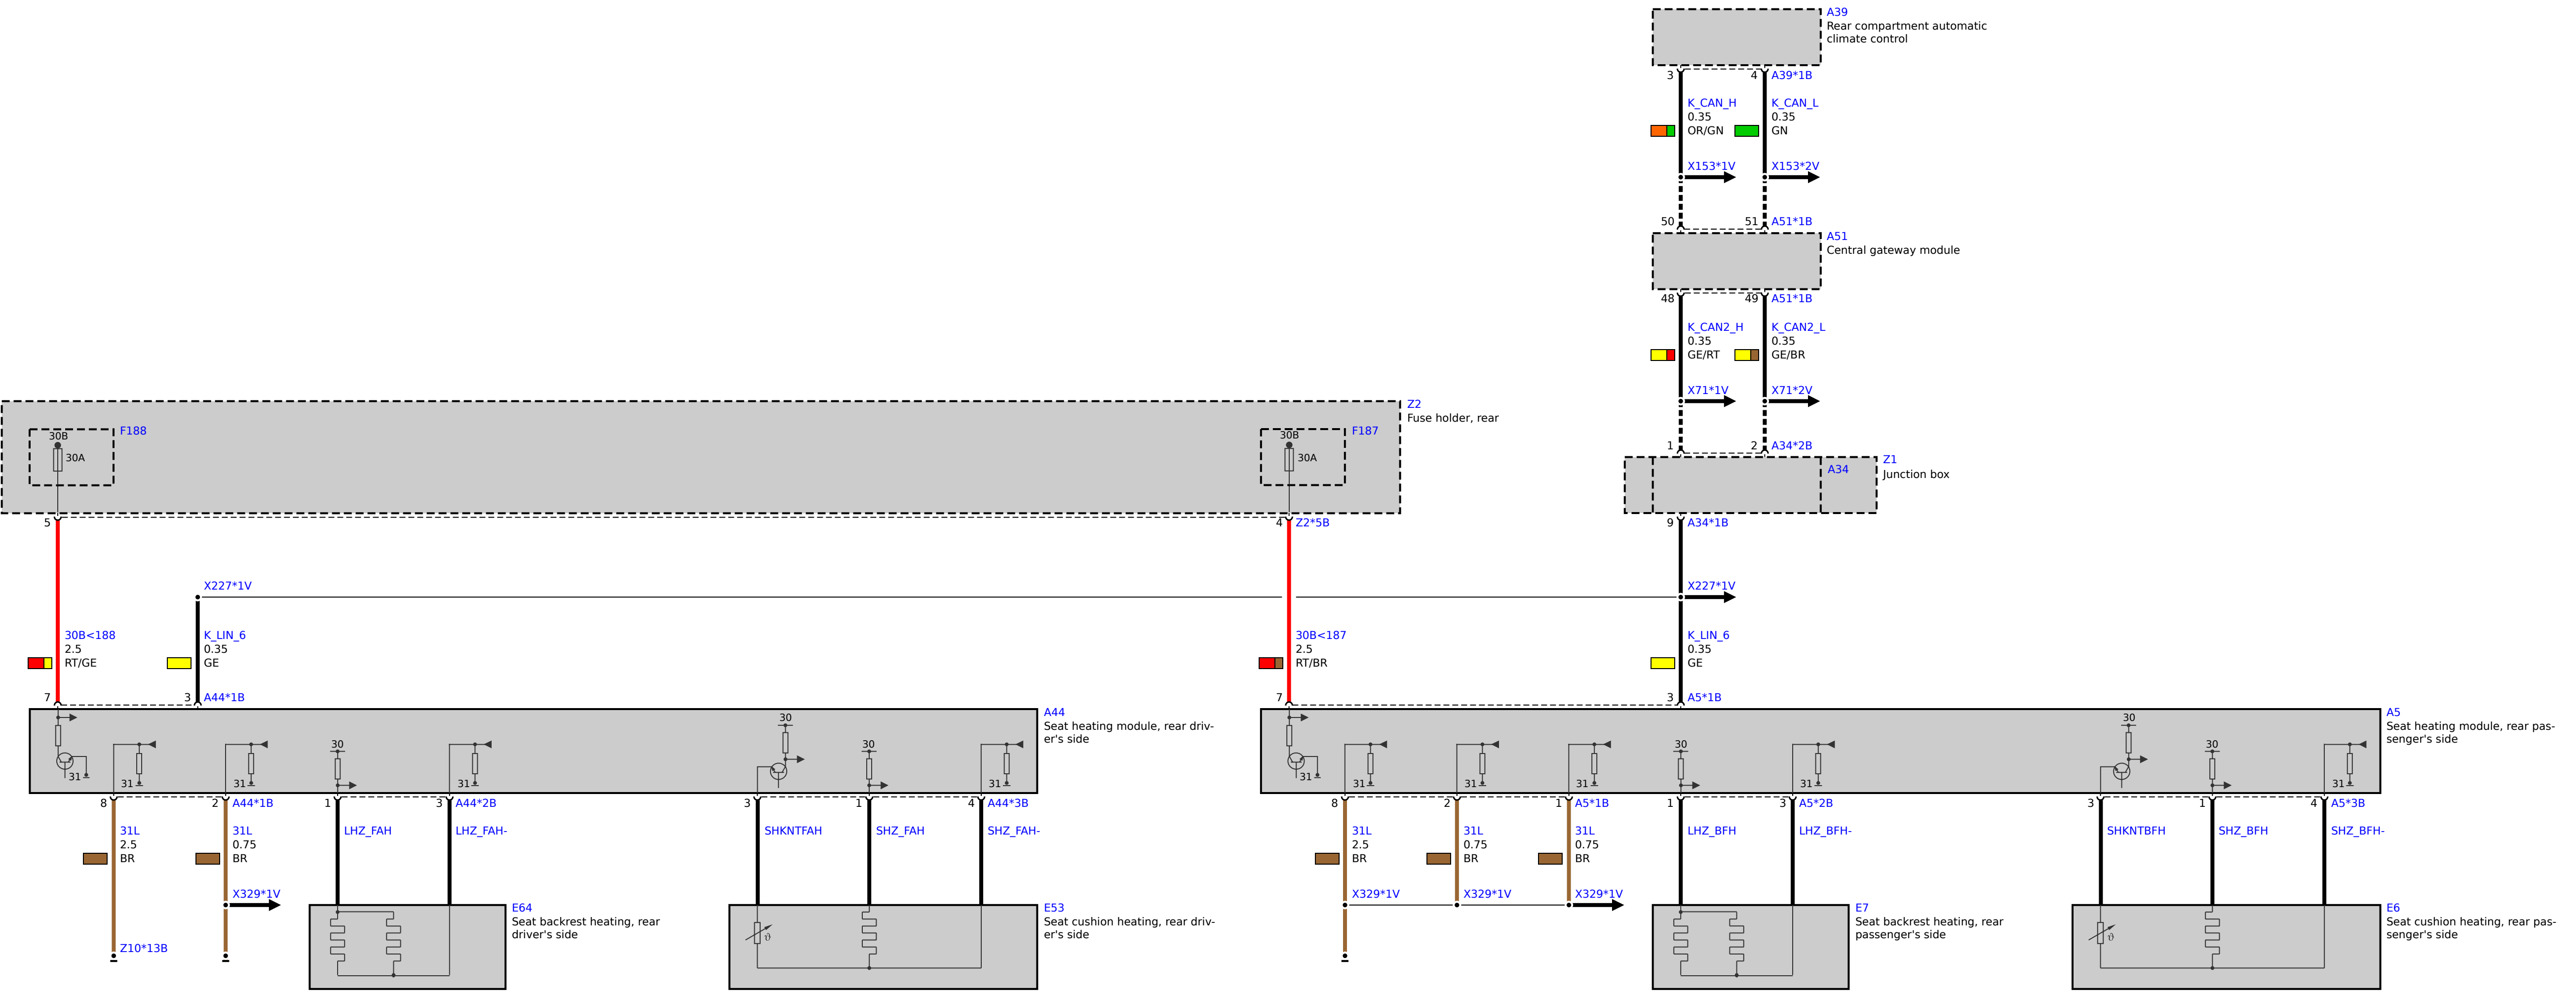 A39
Rear compartment automatic
climate control
3
4
A39*1B
K_CAN_H
0.35
OR/GN
K_CAN_L
0.35
GN
X153*1V
X153*2V
50
51
A51*1B
A51
Central gateway module
48
49
A51*1B
K_CAN2_H
0.35
GE/RT
K_CAN2_L
0.35
GE/BR
X71*1V
X71*2V
1
2
A34*2B
Z2
Fuse holder, rear
F188
30B
30A
F187
30B
30A
Z1
Junction box
A34
5
4
Z2*5B
9
A34*1B
X227*1V
X227*1V
30B<188
2.5
RT/GE
K_LIN_6
0.35
GE
30B<187
2.5
RT/BR
K_LIN_6
0.35
GE
7
3
A44*1B
7
3
A5*1B
A44
Seat heating module, rear driv-
er's side
31
31
31
30
31
30
30
31
A5
Seat heating module, rear pas-
senger's side
31
31
31
31
30
31
30
30
31
8
2
A44*1B
1
3
A44*2B
3
1
4
A44*3B
8
2
1
A5*1B
1
3
A5*2B
3
1
4
A5*3B
31L
2.5
BR
31L
0.75
BR
LHZ_FAH
LHZ_FAH-
SHKNTFAH
SHZ_FAH
SHZ_FAH-
31L
2.5
BR
31L
0.75
BR
31L
0.75
BR
LHZ_BFH
LHZ_BFH-
SHKNTBFH
SHZ_BFH
SHZ_BFH-
X329*1V
X329*1V
X329*1V
X329*1V
Z10*13B
E64
Seat backrest heating, rear
driver's side
ϑ
E53
Seat cushion heating, rear driv-
er's side
E7
Seat backrest heating, rear
passenger's side
ϑ
E6
Seat cushion heating, rear pas-
senger's side